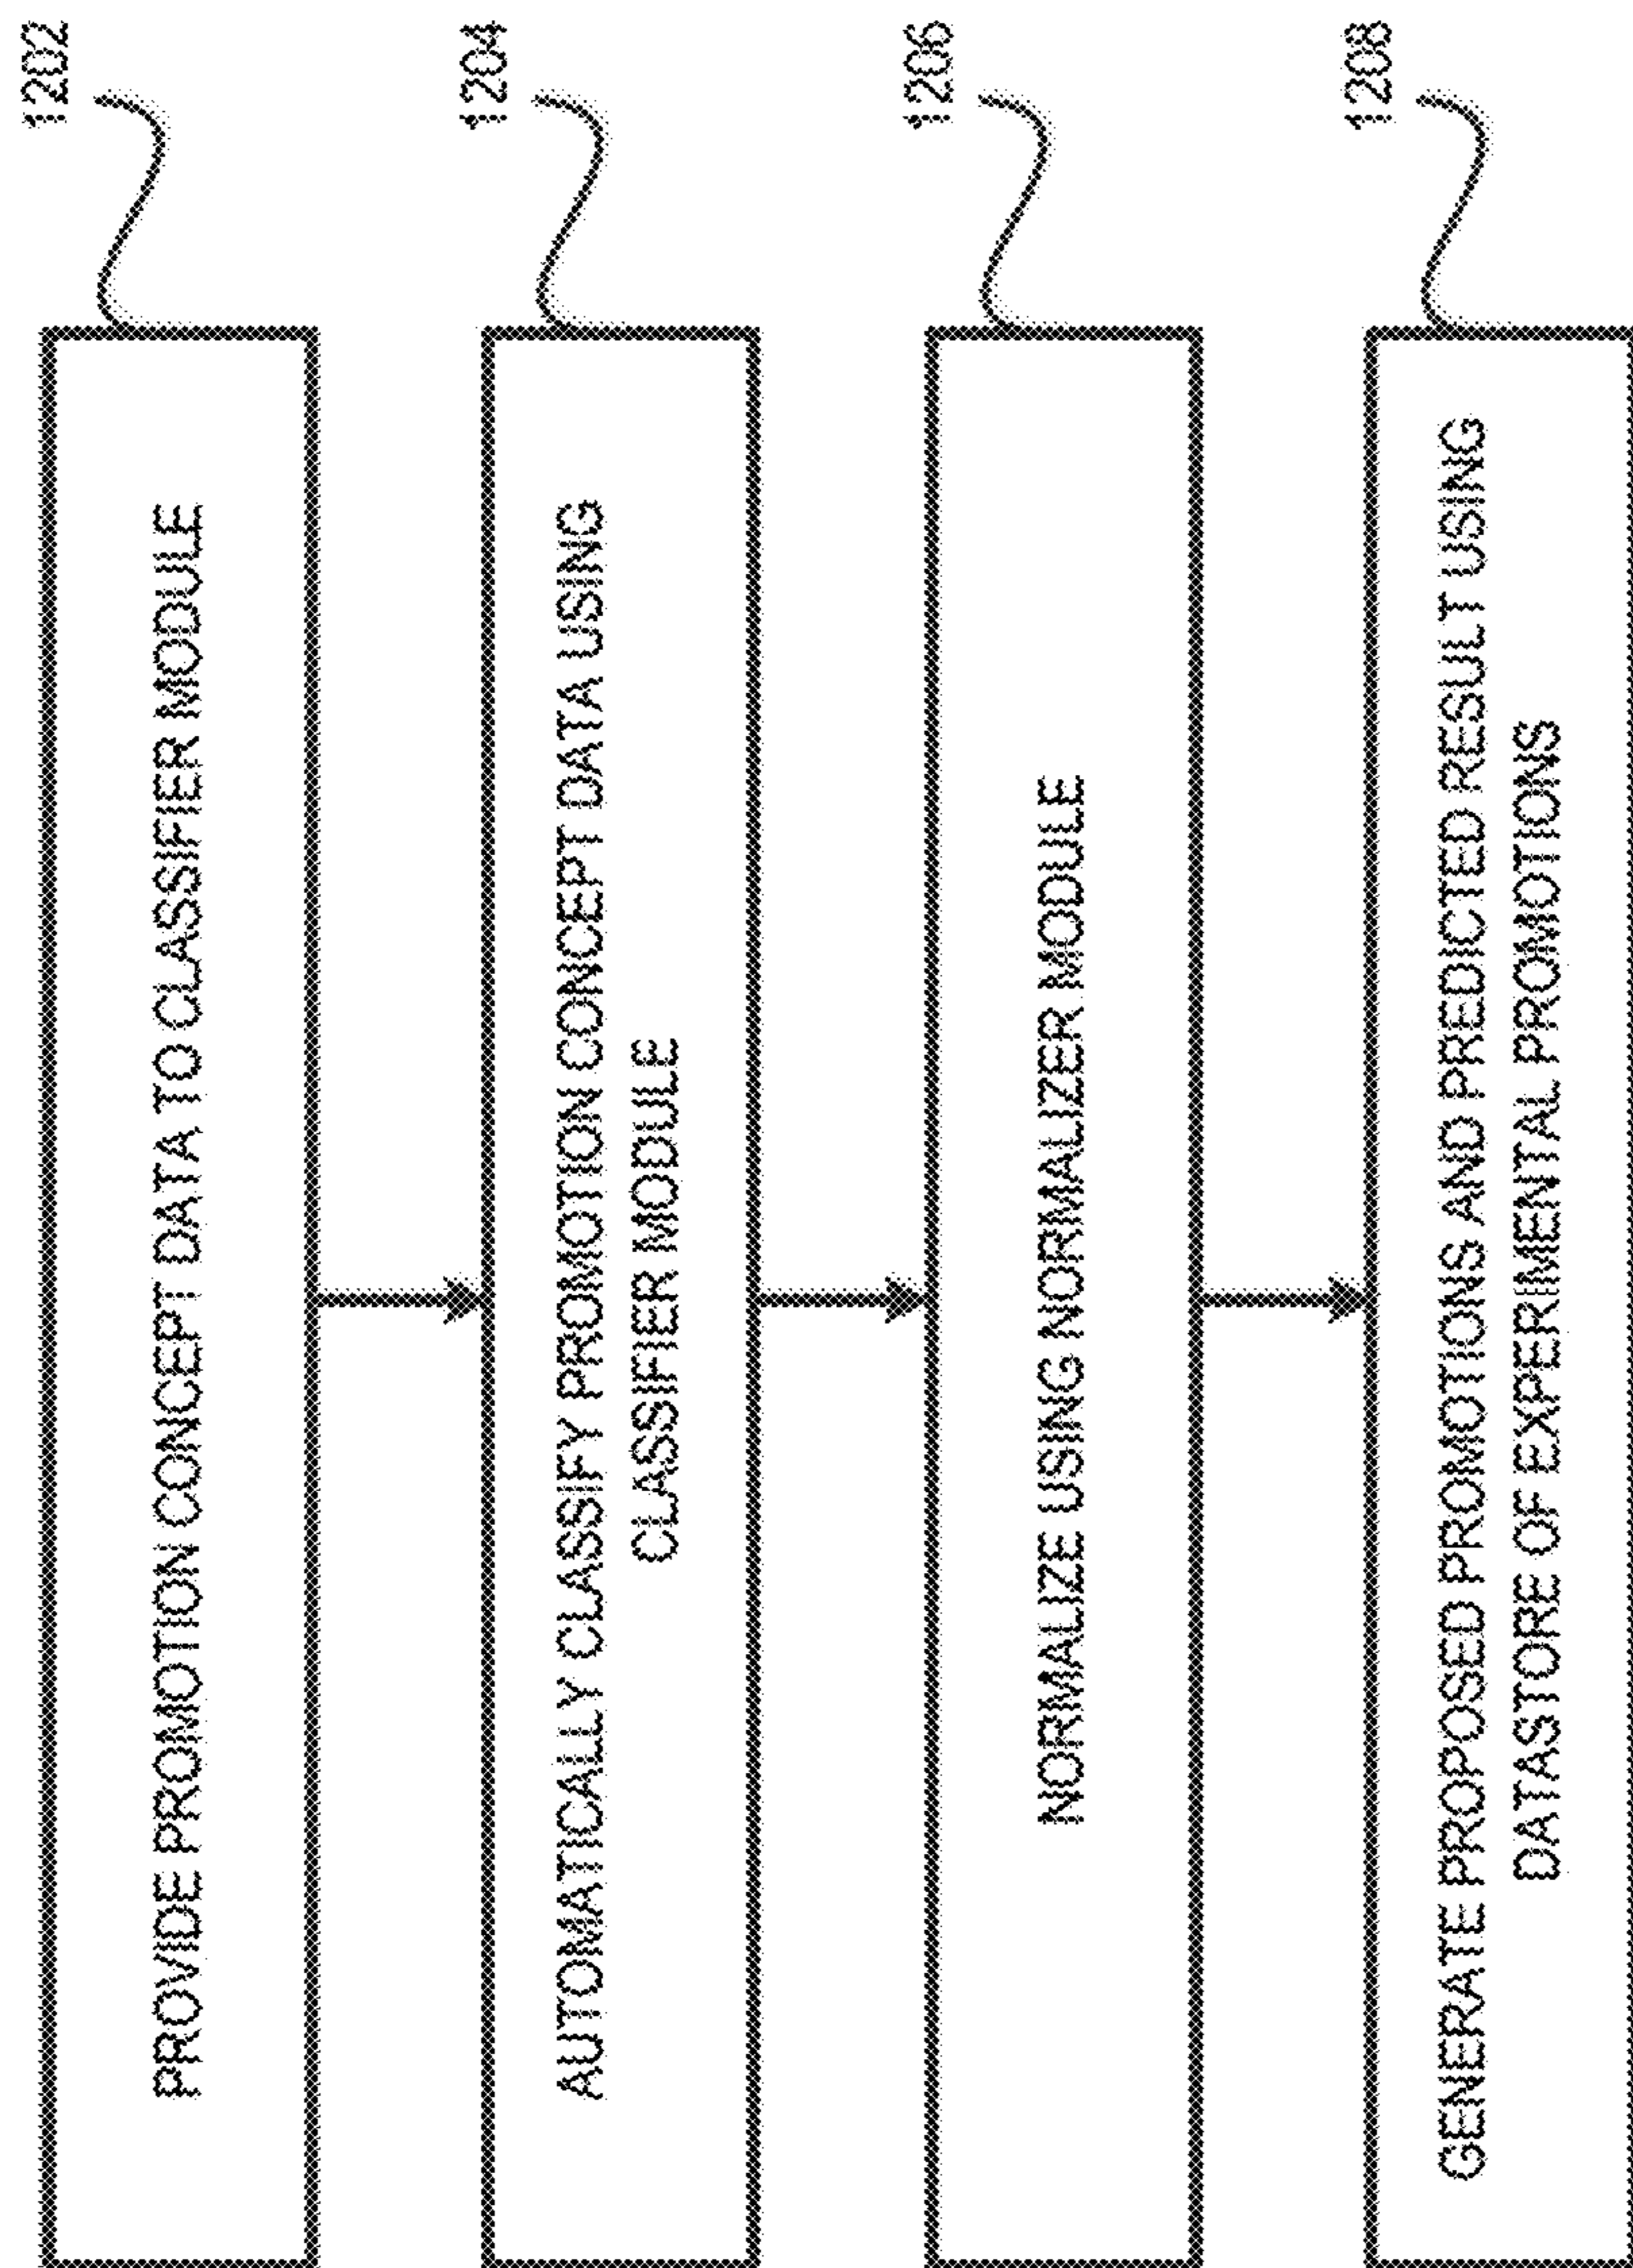 1202
PROVIDE PROMOTION CONCEPT DATA TO CLASSIFIER MODULE
1204
AUTOMATICALLY CLASSIFY PROMOTION CONCEPT DATA USING
CLASSIFIER MODULE
1206
NORMALIZE USING NORMALIZER MODULE
1208
GENERATE PROPOSED PROMOTIONS AND PREDICTED RESULT USING
DATASTORE OF EXPERIMENTAL PROMOTIONS